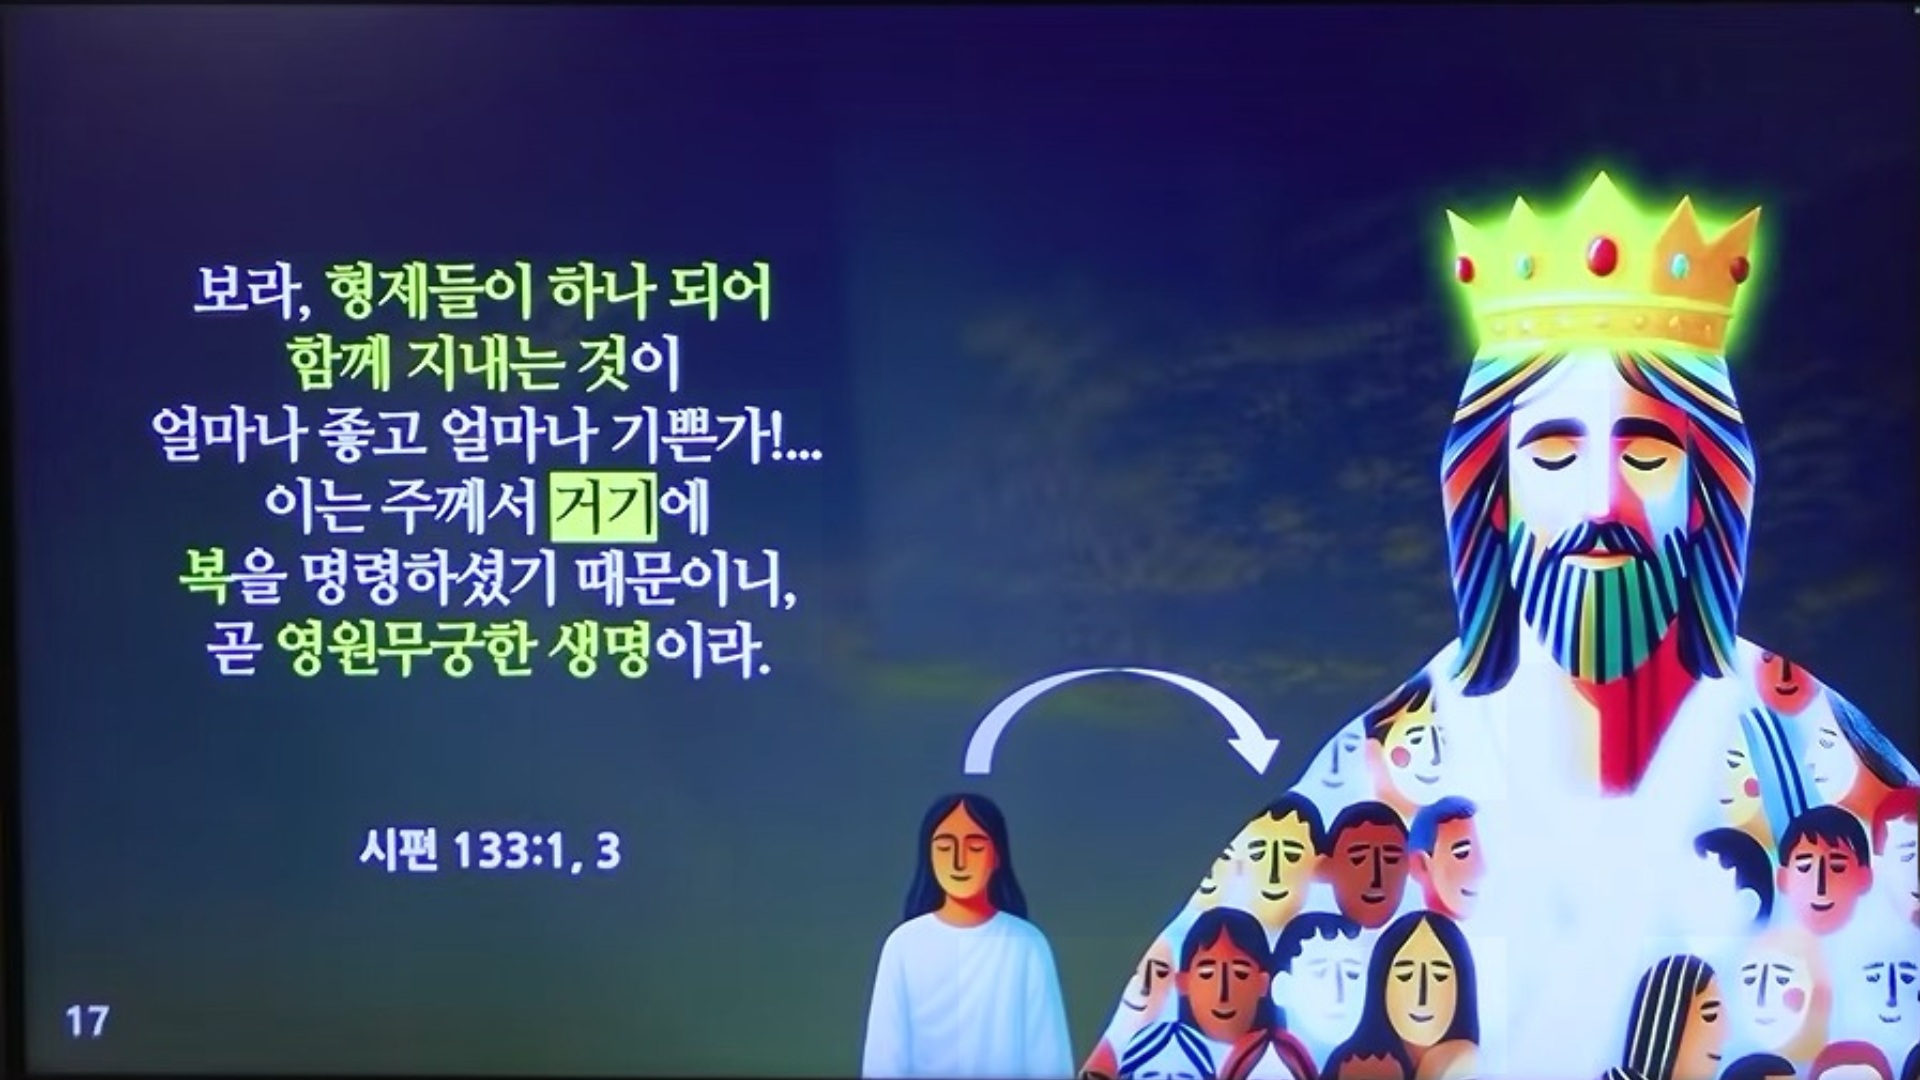 보라, 형제들이 하나 되어
함께 지내는 것이
얼마나 좋고 얼마나 기쁜가!...
이는 주께서 거기에
복을 명령하셨기 때문이니,
곧 영원무궁한 생명이라.
시편 133:1, 3
17